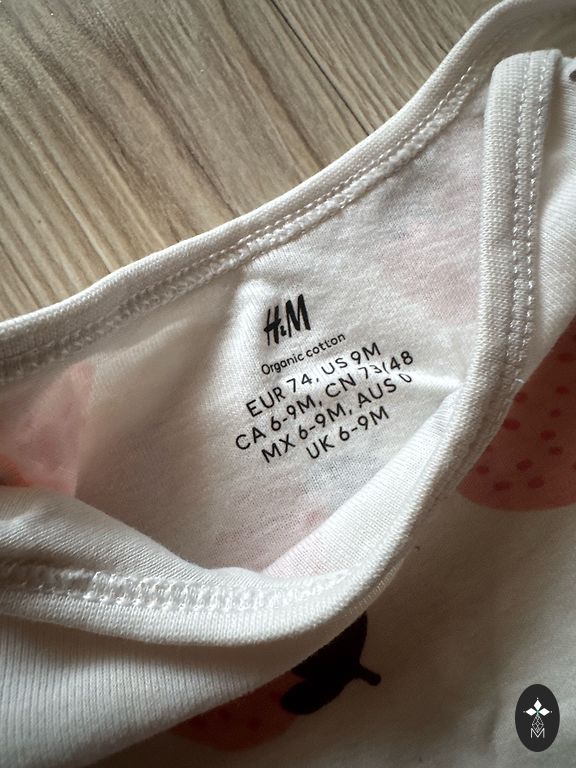 H&M
Organic cotton
EUR 74, US 9M
CA 6-9M, CN 73(48
MX 6-9M, AUS 0
UK 6-9M
M